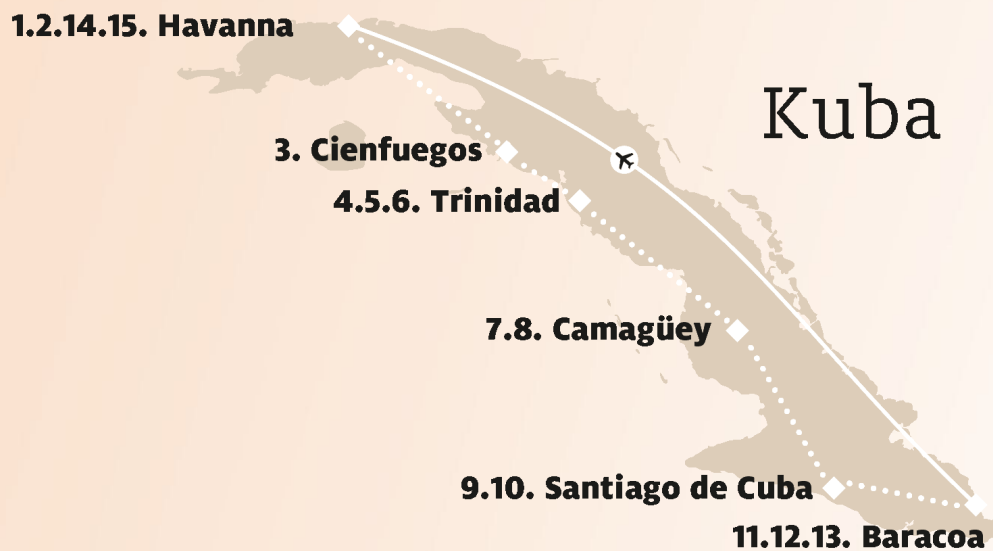 1.2.14.15. Havanna
Kuba
3. Cienfuegos
4.5.6. Trinidad
7.8. Camagüey
9.10. Santiago de Cuba
11.12.13. Baracoa